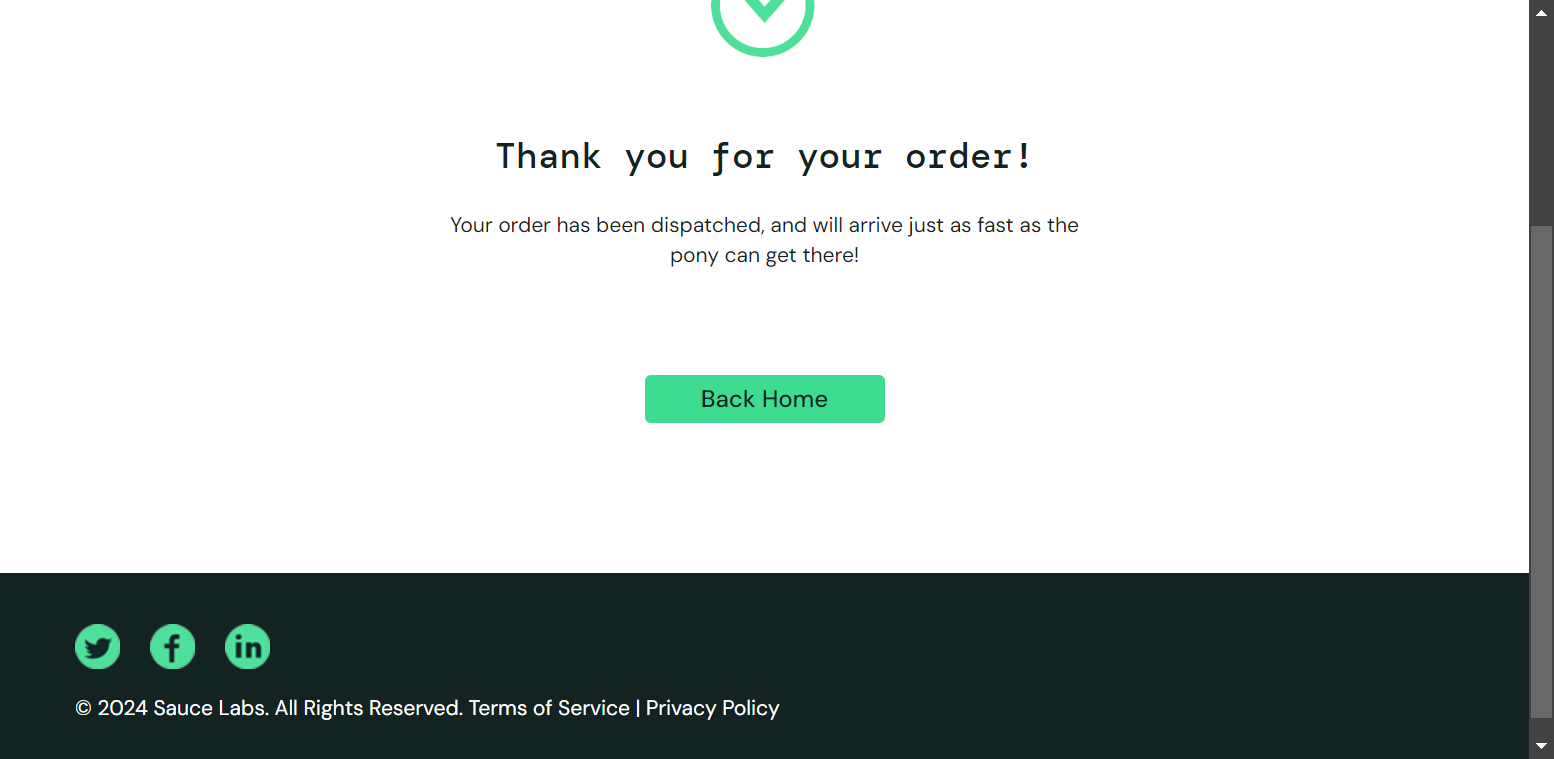 Thank you for your order!
Your order has been dispatched, and will arrive just as fast as the
pony can get there!
Back Home
© 2024 Sauce Labs. All Rights Reserved. Terms of Service | Privacy Policy